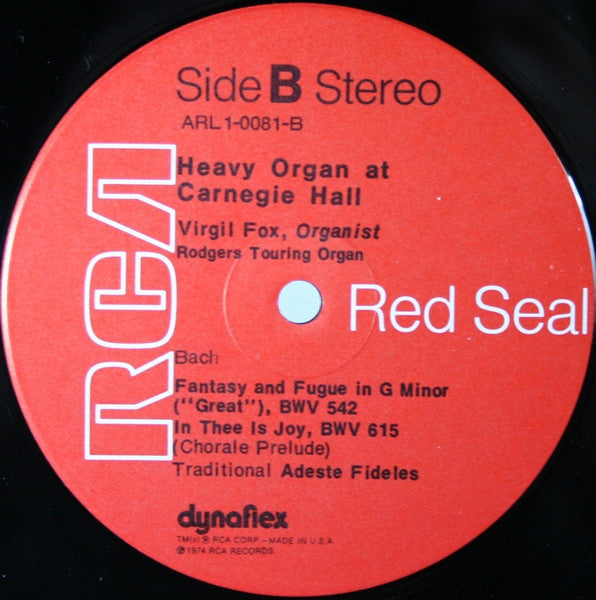 Side B Stereo
ARL1-0081-B
Heavy Organ at
Carnegie Hall
Virgil Fox, Organist
Rodgers Touring Organ
RCA
Red Seal
Bach
Fantasy and Fugue in G Minor
("Great"), BWV 542
In Thee Is Joy, BWV 615
(Chorale Prelude)
Traditional Adeste Fideles
dynaflex
TM(s) ® RCA CORP.—MADE IN U.S.A.
℗ 1974 RCA RECORDS